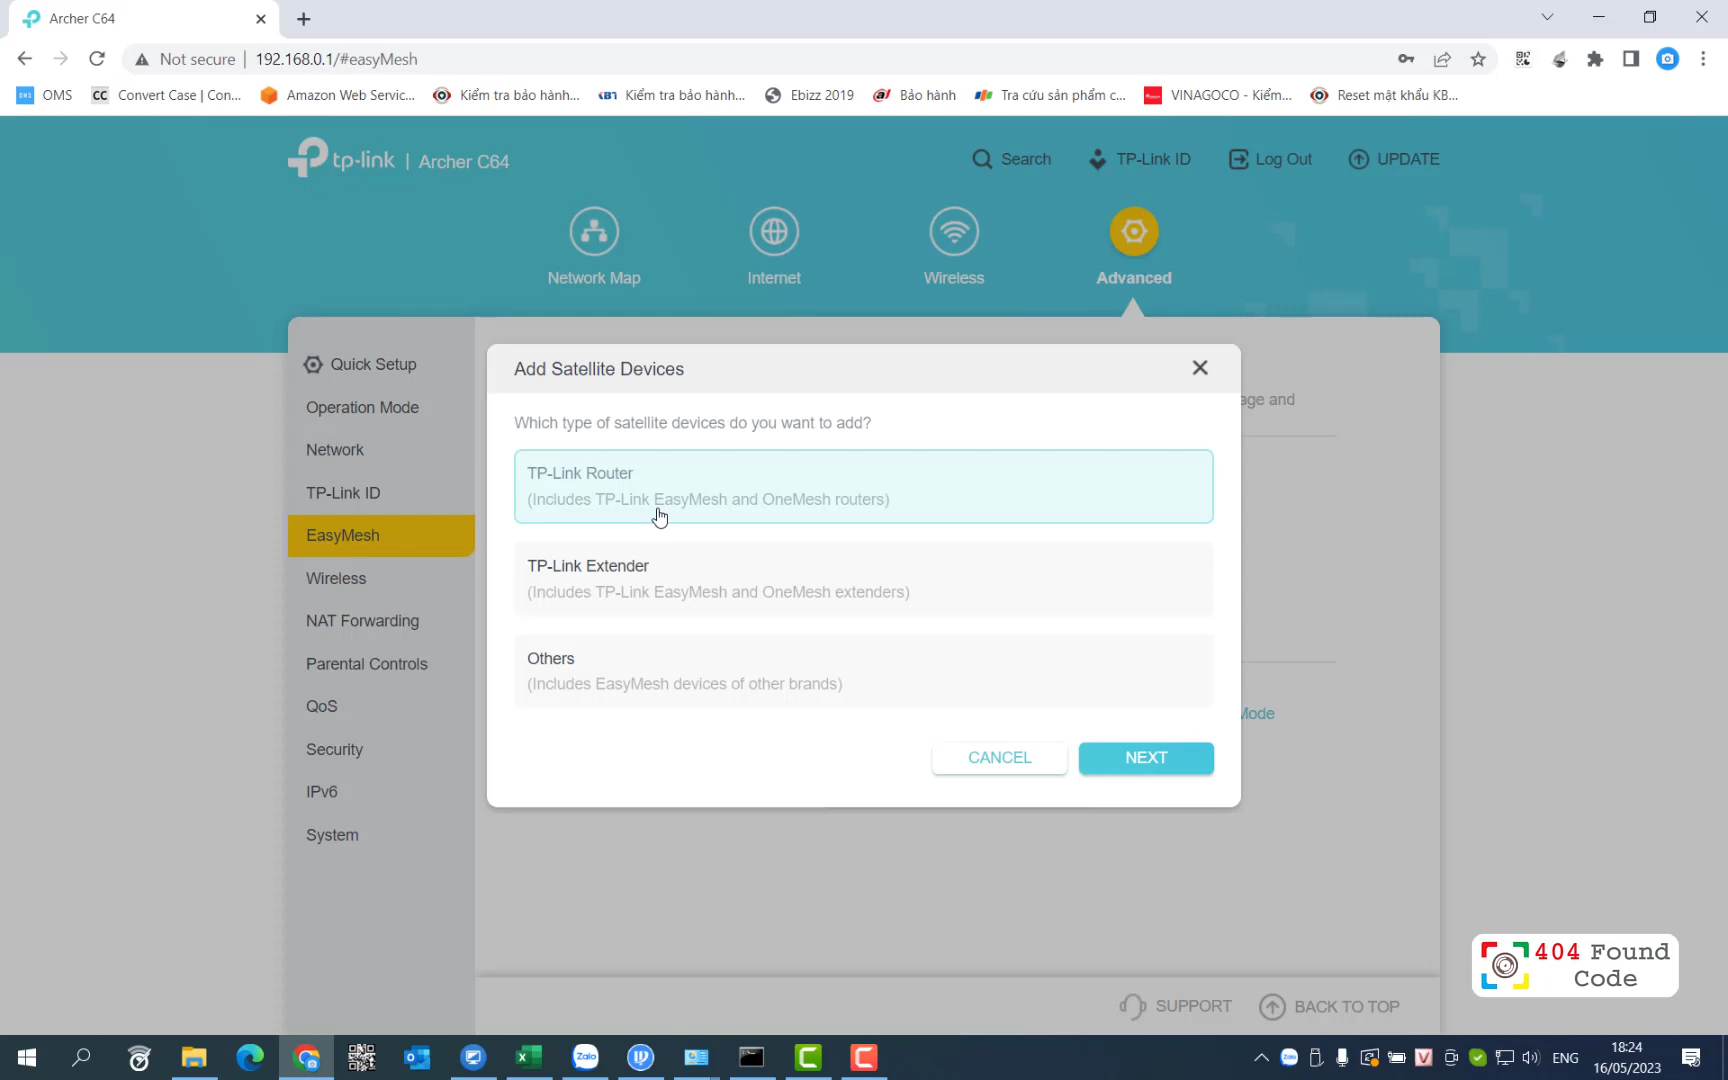 Archer C64
Not secure
192.168.0.1/#easyMesh
OMS
CC Convert Case | Con...
Amazon Web Servic...
Kiểm tra bảo hành...
Kiểm tra bảo hành...
Ebizz 2019
Bảo hành
Tra cứu sản phẩm c...
VINAGOCO - Kiểm...
Reset mật khẩu KB...
tp-link | Archer C64
Search
TP-Link ID
Log Out
UPDATE
Network Map
Internet
Wireless
Advanced
Quick Setup
Operation Mode
Network
TP-Link ID
EasyMesh
Wireless
NAT Forwarding
Parental Controls
QoS
Security
IPv6
System
Add Satellite Devices
age and
Which type of satellite devices do you want to add?
TP-Link Router
(Includes TP-Link EasyMesh and OneMesh routers)
TP-Link Extender
(Includes TP-Link EasyMesh and OneMesh extenders)
Others
(Includes EasyMesh devices of other brands)
Mode
CANCEL
NEXT
404 Found
Code
SUPPORT
BACK TO TOP
Zalo
ENG
18:24
16/05/2023